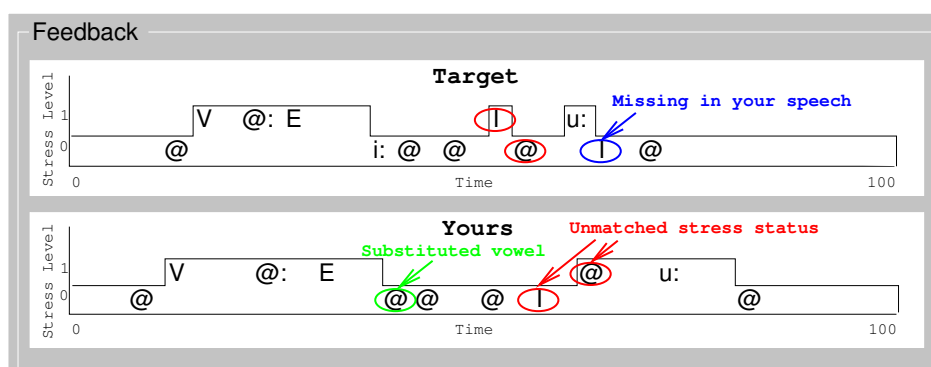 Feedback
Target
Stress Level
1
0
V @: E I u:
@ i: @ @ @ I @
Missing in your speech
0 Time 100
Yours
Stress Level
1
0
Unmatched stress status
Substituted vowel
V @: E @ u:
@ @ @ @ I @
0 Time 100